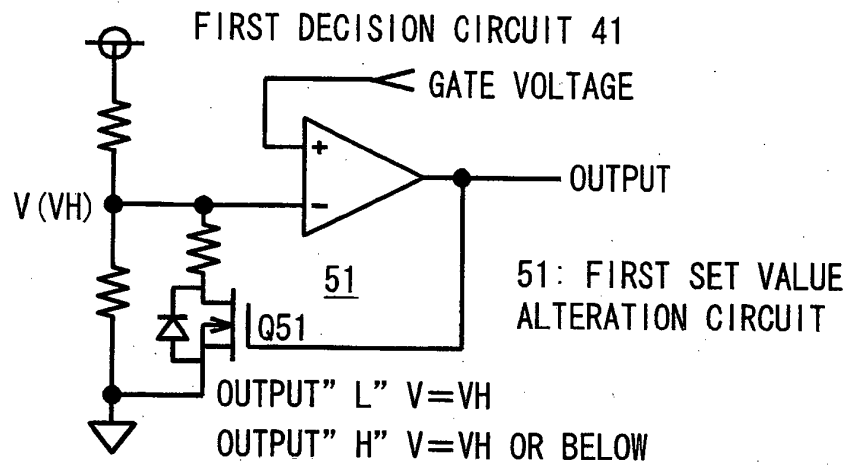 FIRST DECISION CIRCUIT 41
GATE VOLTAGE
+
OUTPUT
V(VH)
−
51
51: FIRST SET VALUE
ALTERATION CIRCUIT
Q51
OUTPUT” L” V=VH
OUTPUT” H” V=VH OR BELOW